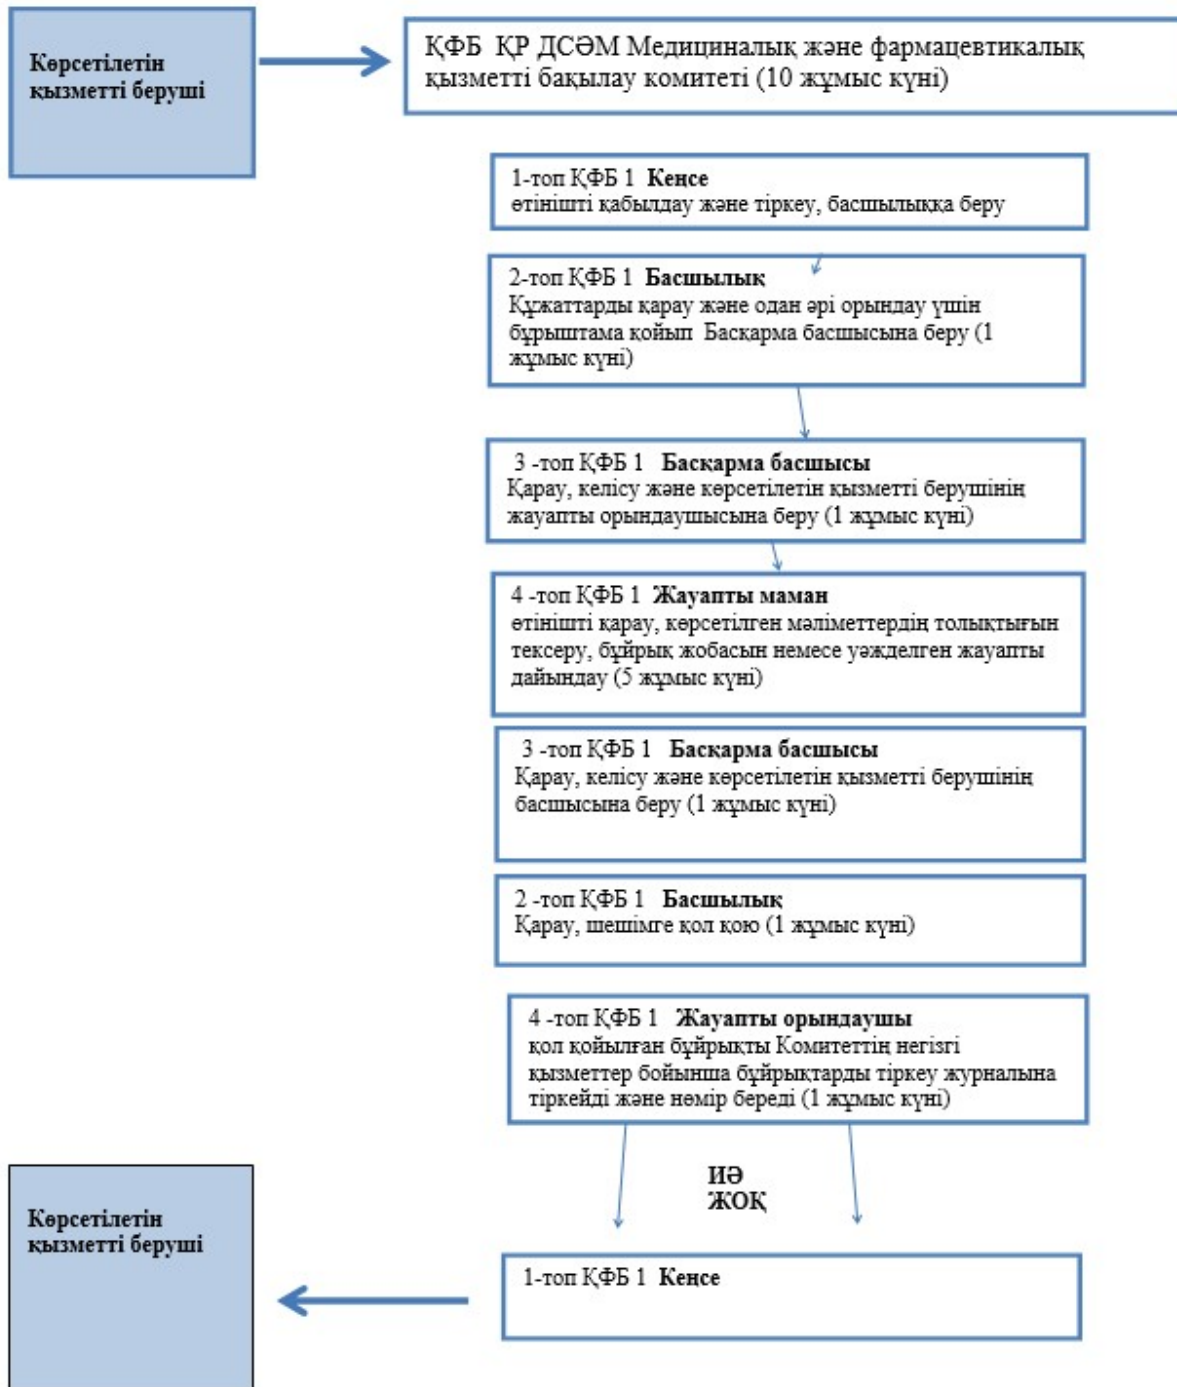 Көрсетілетін
қызметті беруші
ҚФБ ҚР ДСӘМ Медициналық және фармацевтикалық
қызметті бақылау комитеті (10 жұмыс күні)
1-топ ҚФБ 1 Кеңсе
өтінішті қабылдау және тіркеу, басшылыққа беру
2-топ ҚФБ 1 Басшылық
Құжаттарды қарау және одан әрі орындау үшін
бұрыштама қойып Басқарма басшысына беру (1
жұмыс күні)
3 -топ ҚФБ 1 Басқарма басшысы
Қарау, келісу және көрсетілетін қызметті берушінің
жауапты орындаушысына беру (1 жұмыс күні)
4 -топ ҚФБ 1 Жауапты маман
өтінішті қарау, көрсетілген мәліметтердің толықтығын
тексеру, бұйрық жобасын немесе уәжделген жауапты
дайындау (5 жұмыс күні)
3 -топ ҚФБ 1 Басқарма басшысы
Қарау, келісу және көрсетілетін қызметті берушінің
басшысына беру (1 жұмыс күні)
2 -топ ҚФБ 1 Басшылық
Қарау, шешімге қол қою (1 жұмыс күні)
4 -топ ҚФБ 1 Жауапты орындаушы
қол қойылған бұйрықты Комитеттің негізгі
қызметтер бойынша бұйрықтарды тіркеу журналына
тіркейді және нөмір береді (1 жұмыс күні)
ИӘ
ЖОҚ
Көрсетілетін
қызметті беруші
1-топ ҚФБ 1 Кеңсе